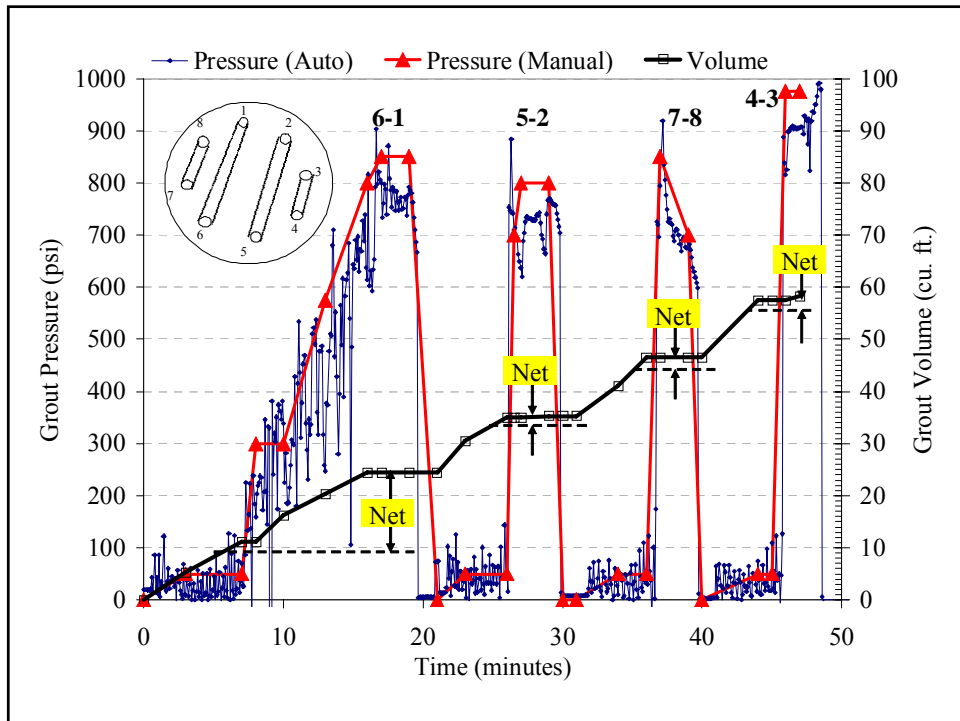 Pressure (Auto) Pressure (Manual) Volume
1000 100
900 90
800 80
700 70
600 60
500 50
400 40
300 30
200 20
100 10
0 0
0 10 20 30 40 50
Time (minutes)
Grout Pressure (psi)
Grout Volume (cu. ft.)
6-1 5-2 7-8 4-3
1
2
3
4
5
6
7
8
Net
Net
Net
Net